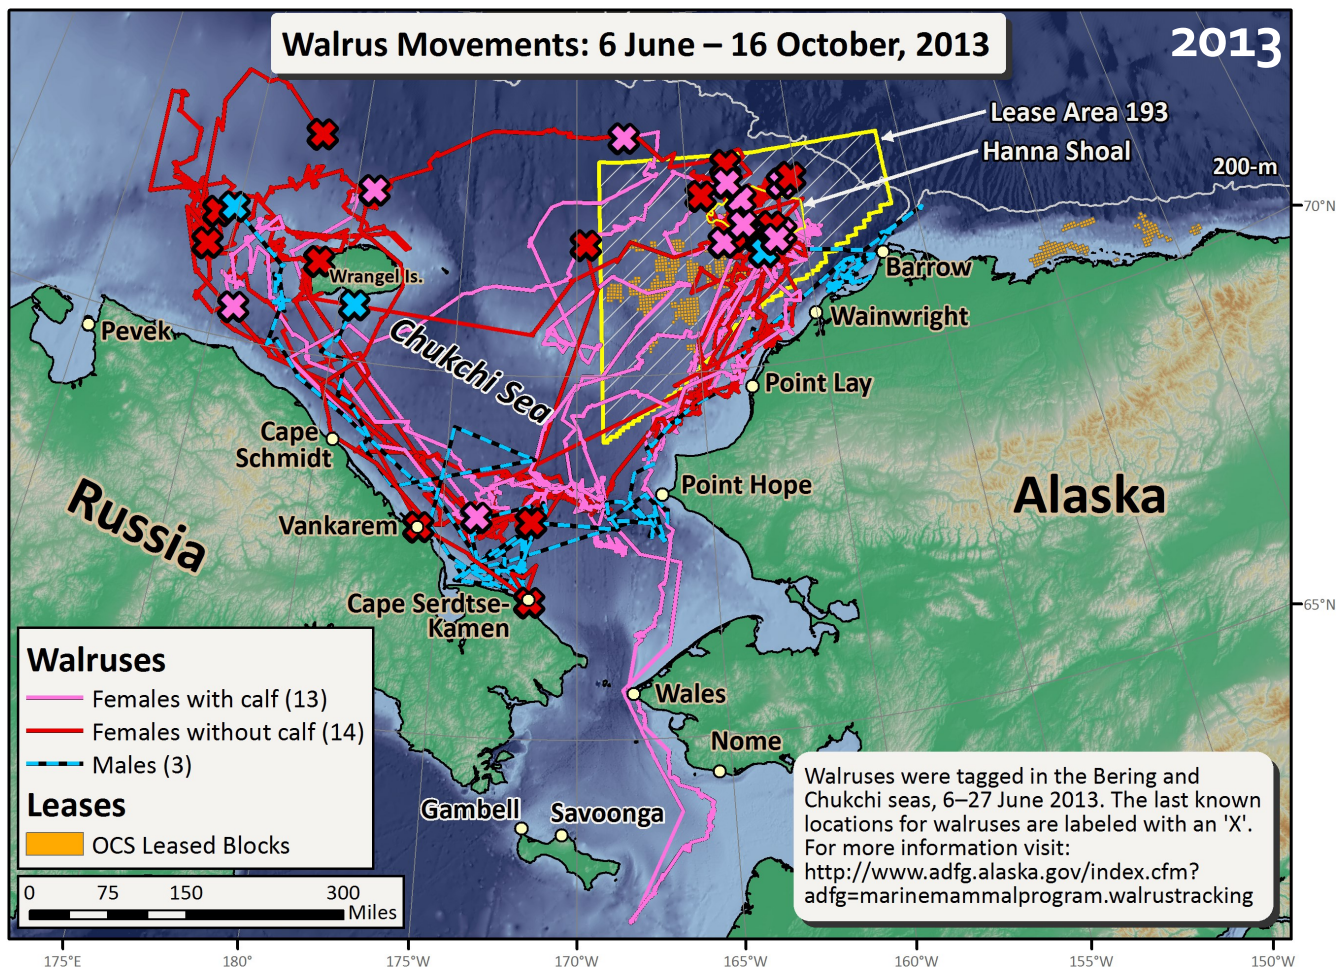 Walrus Movements: 6 June – 16 October, 2013
2013
Lease Area 193
Hanna Shoal
200-m
70°N
Barrow
Wrangel Is.
Wainwright
Pevek
Chukchi Sea
Point Lay
Cape
Schmidt
Point Hope
Alaska
Russia
Vankarem
Cape Serdtse-
Kamen
65°N
Wales
Nome
Gambell
Savoonga
Walruses
Females with calf (13)
Females without calf (14)
Males (3)
Leases
OCS Leased Blocks
0 75 150 300
Miles
Walruses were tagged in the Bering and
Chukchi seas, 6–27 June 2013. The last known
locations for walruses are labeled with an 'X'.
For more information visit:
http://www.adfg.alaska.gov/index.cfm?
adfg=marinemammalprogram.walrustracking
175°E 180° 175°W 170°W 165°W 160°W 155°W 150°W